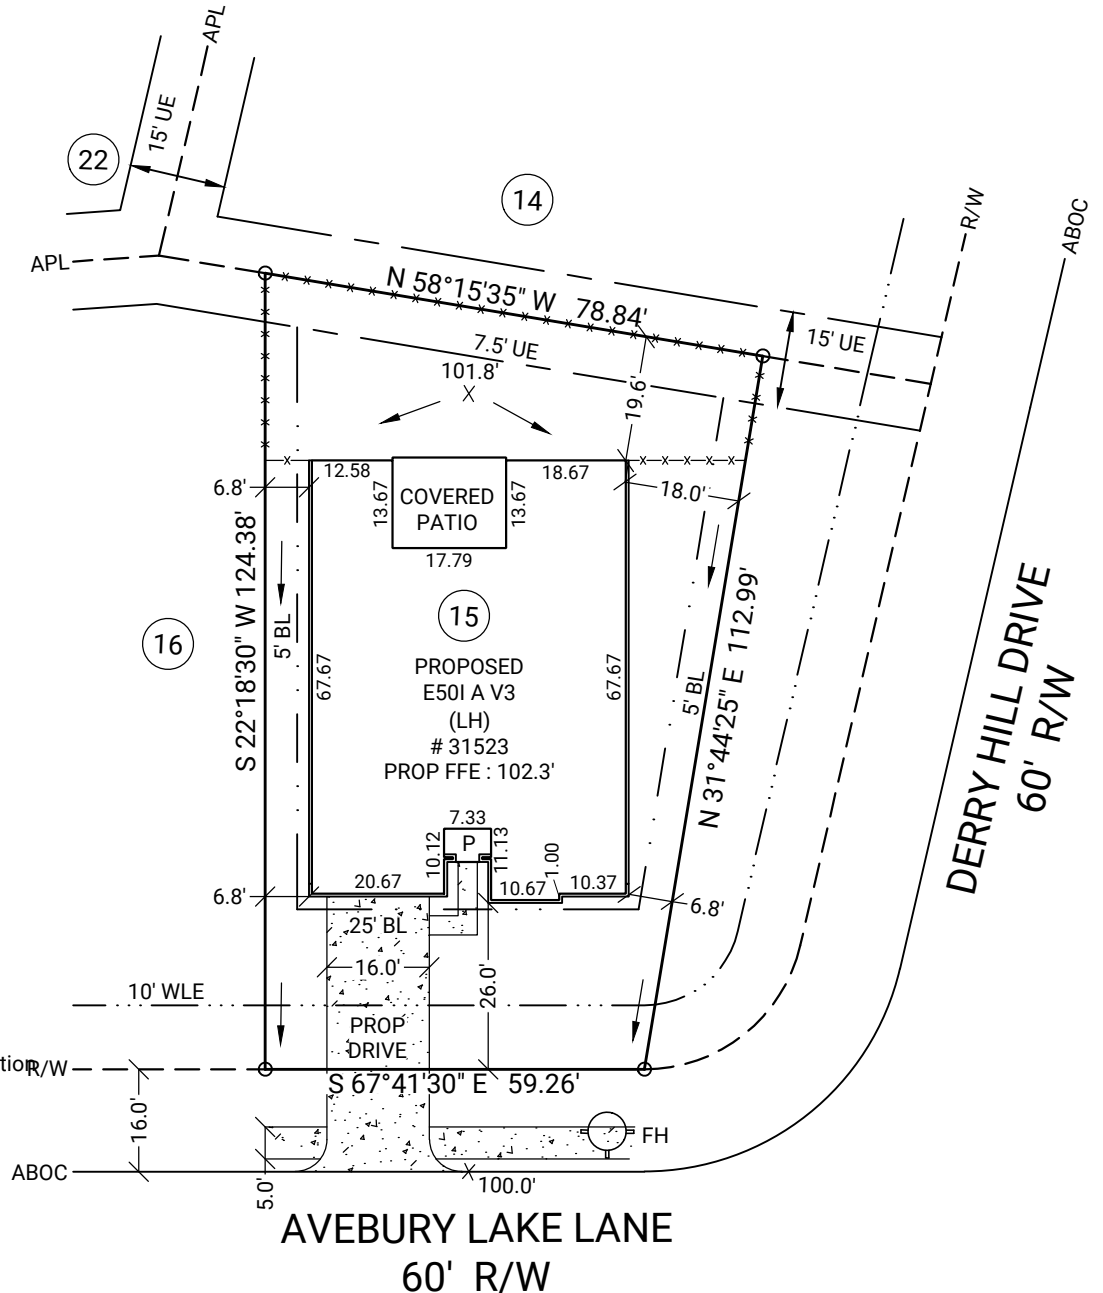 APL
15' UE
22
14
R/W
ABOC
APL
N 58°15'35" W 78.84'
15' UE
7.5' UE
101.8'
19.6'
12.58
18.67
6.8'
13.67
COVERED
PATIO
13.67
18.0'
17.79
S 22°18'30" W 124.38'
5' BL
16
15
67.67
PROPOSED
E50I A V3
(LH)
# 31523
PROP FFE : 102.3'
67.67
5' BL
N 31°44'25" E 112.99'
DERRY HILL DRIVE
60' R/W
7.33
10.12
P
11.13
1.00
20.67
10.67
10.37
6.8'
6.8'
25' BL
16.0'
26.0'
10' WLE
PROP
DRIVE
tion
R/W
S 67°41'30" E 59.26'
16.0'
FH
ABOC
5.0'
100.0'
AVEBURY LAKE LANE
60' R/W